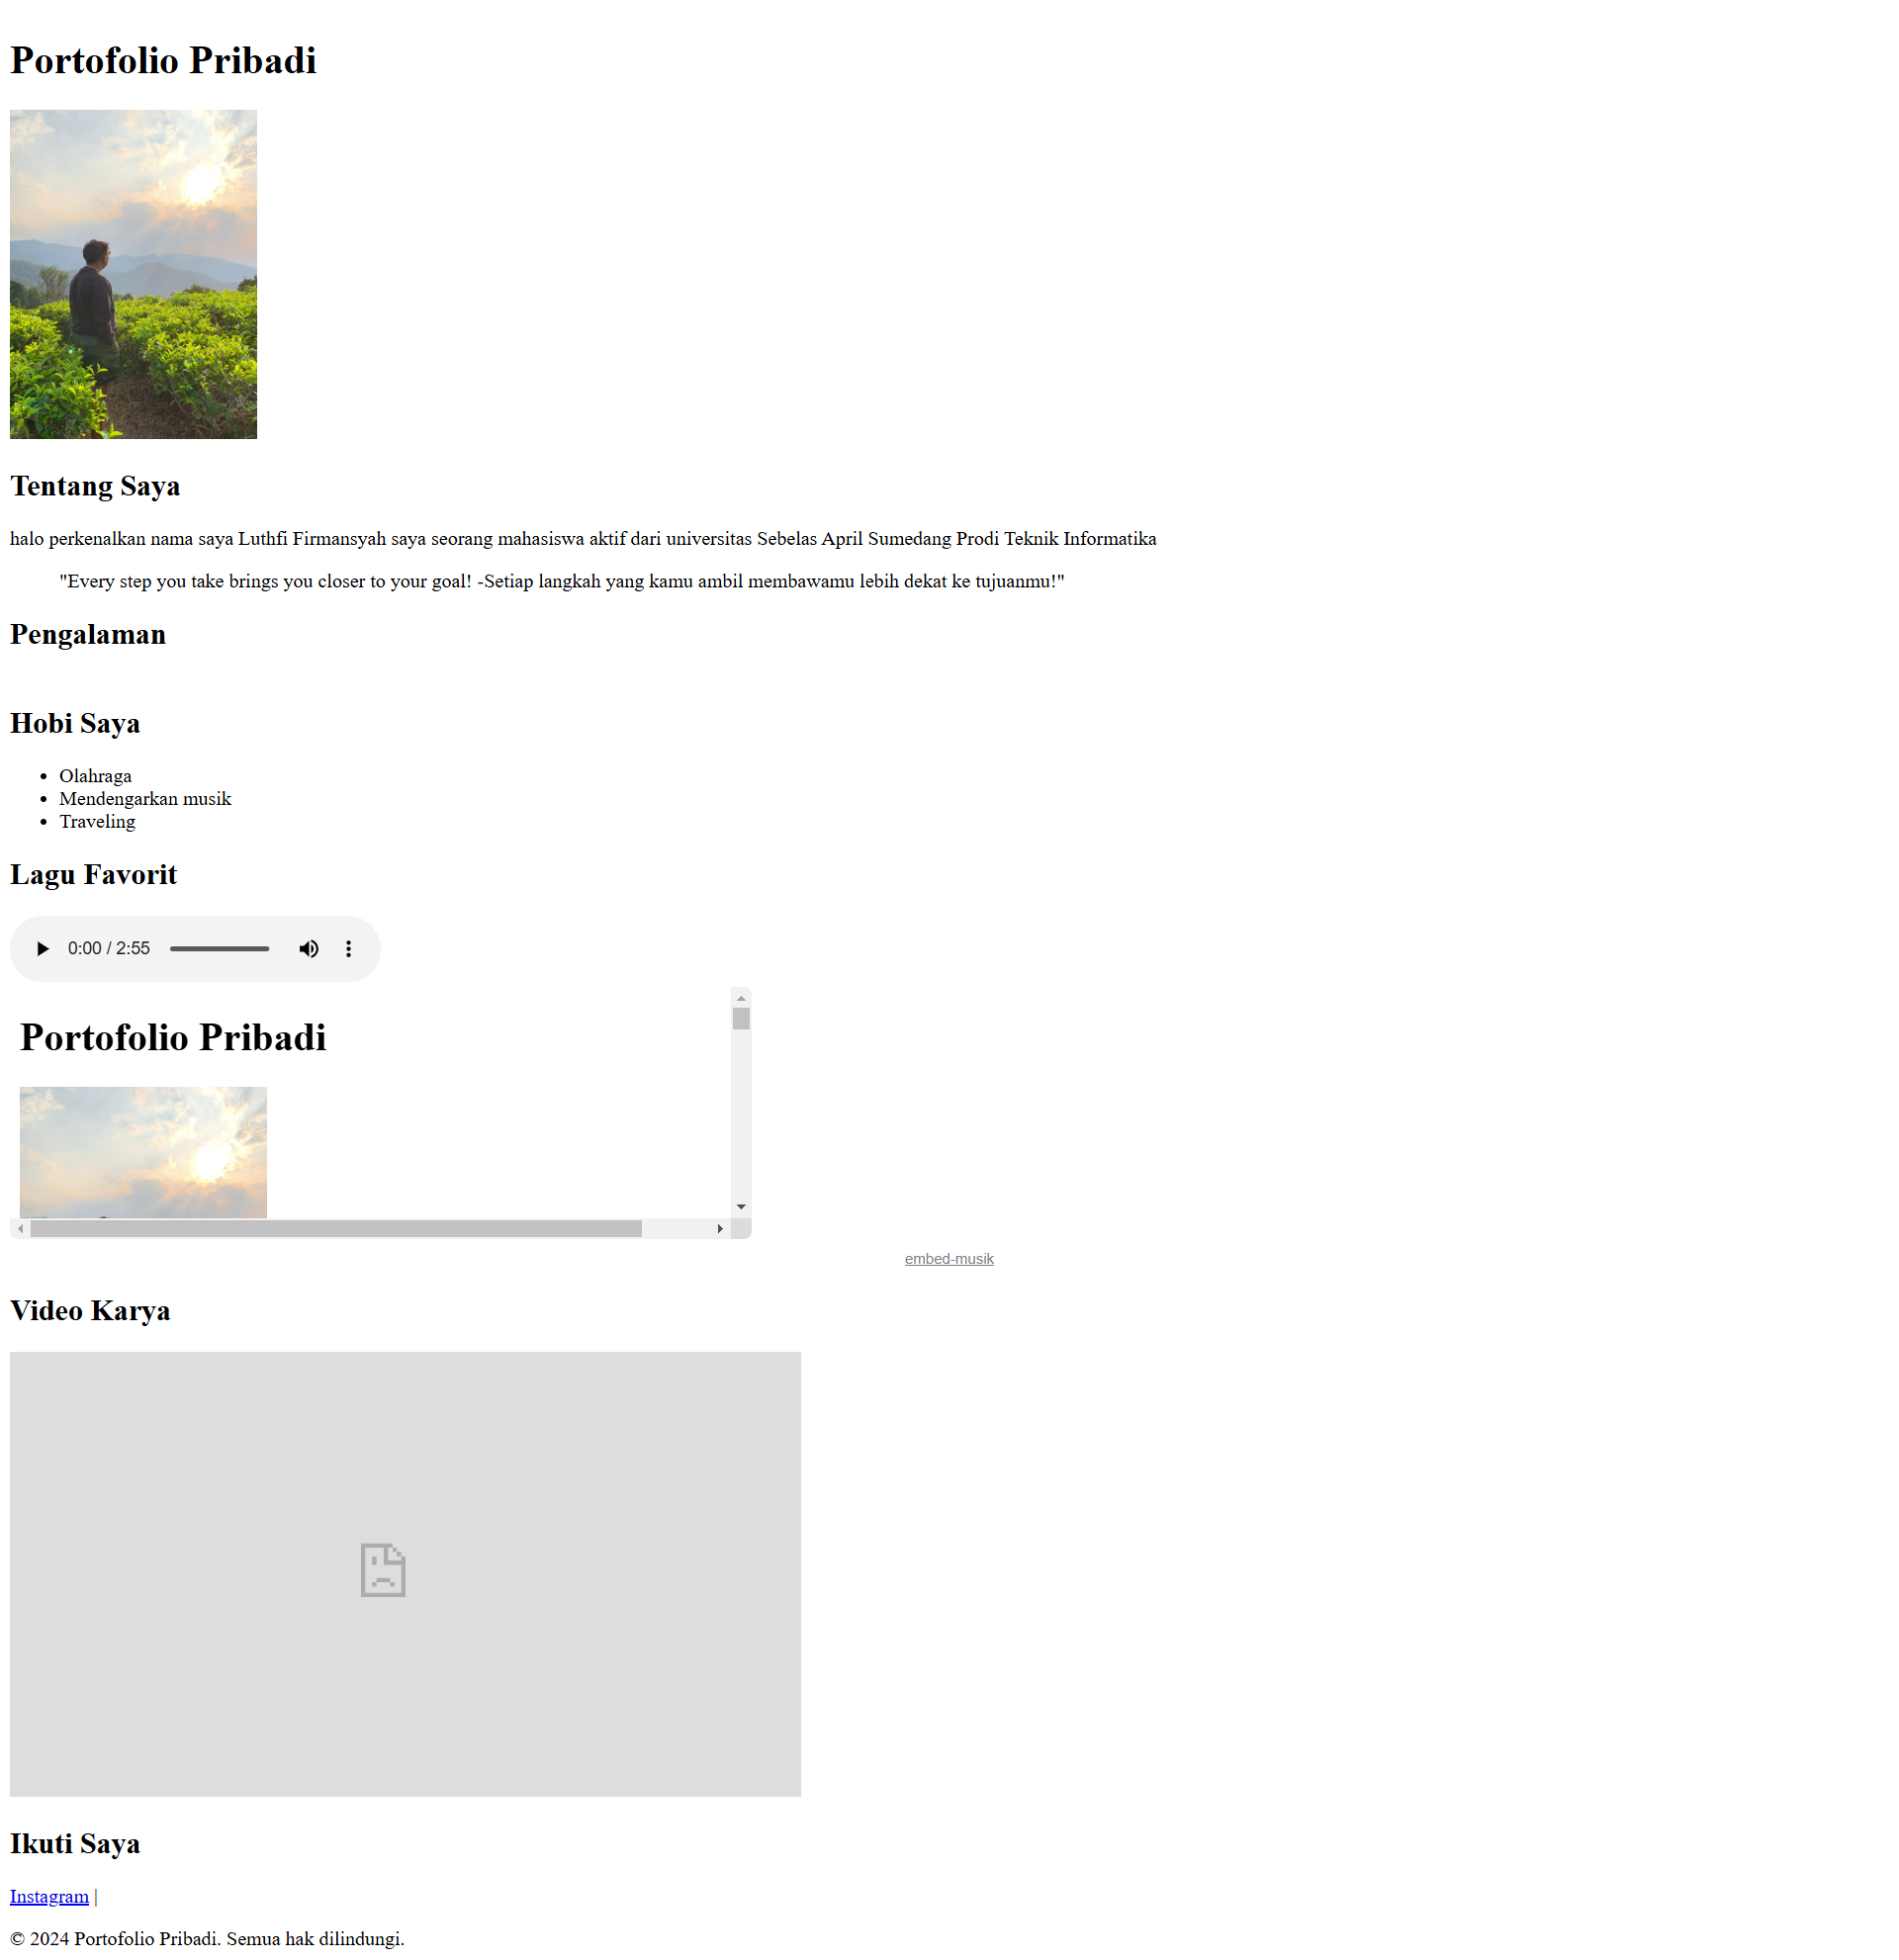 Portofolio Pribadi
Tentang Saya
halo perkenalkan nama saya Luthfi Firmansyah saya seorang mahasiswa aktif dari universitas Sebelas April Sumedang Prodi Teknik Informatika
"Every step you take brings you closer to your goal! -Setiap langkah yang kamu ambil membawamu lebih dekat ke tujuanmu!"
Pengalaman
Hobi Saya
• Olahraga
• Mendengarkan musik
• Traveling
Lagu Favorit
0:00 / 2:55
Portofolio Pribadi
embed-musik
Video Karya
Ikuti Saya
Instagram |
© 2024 Portofolio Pribadi. Semua hak dilindungi.